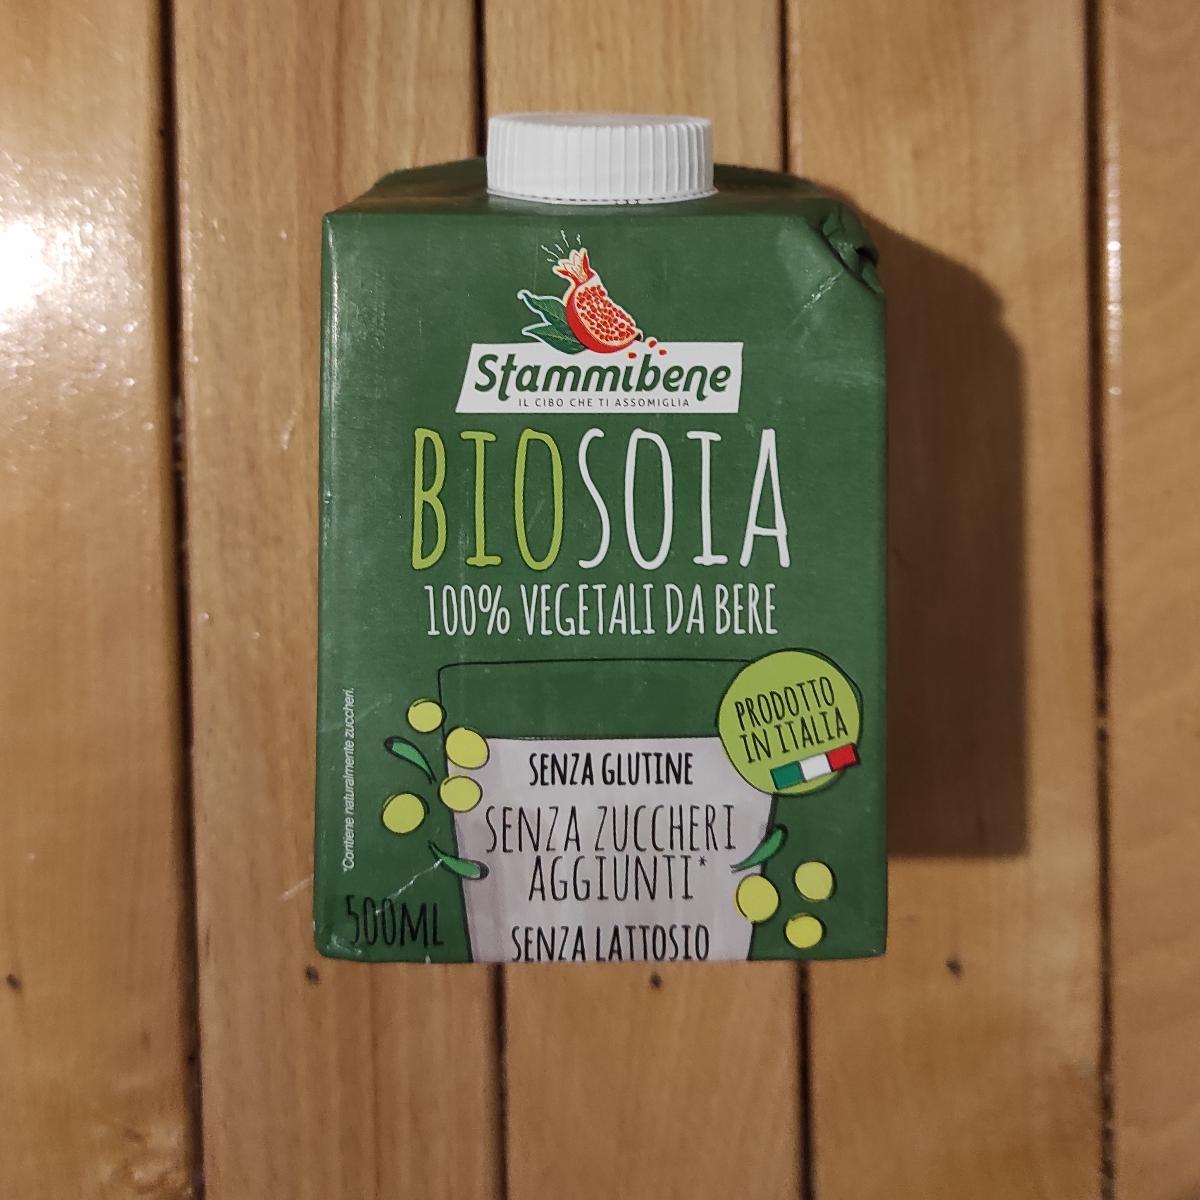 Stammibene
IL CIBO CHE TI ASSOMIGLIA
BIOSOIA
100% VEGETALI DA BERE
PRODOTTO
IN ITALIA
SENZA GLUTINE
SENZA ZUCCHERI
AGGIUNTI*
SENZA LATTOSIO
500ML
*Contiene naturalmente zuccheri.